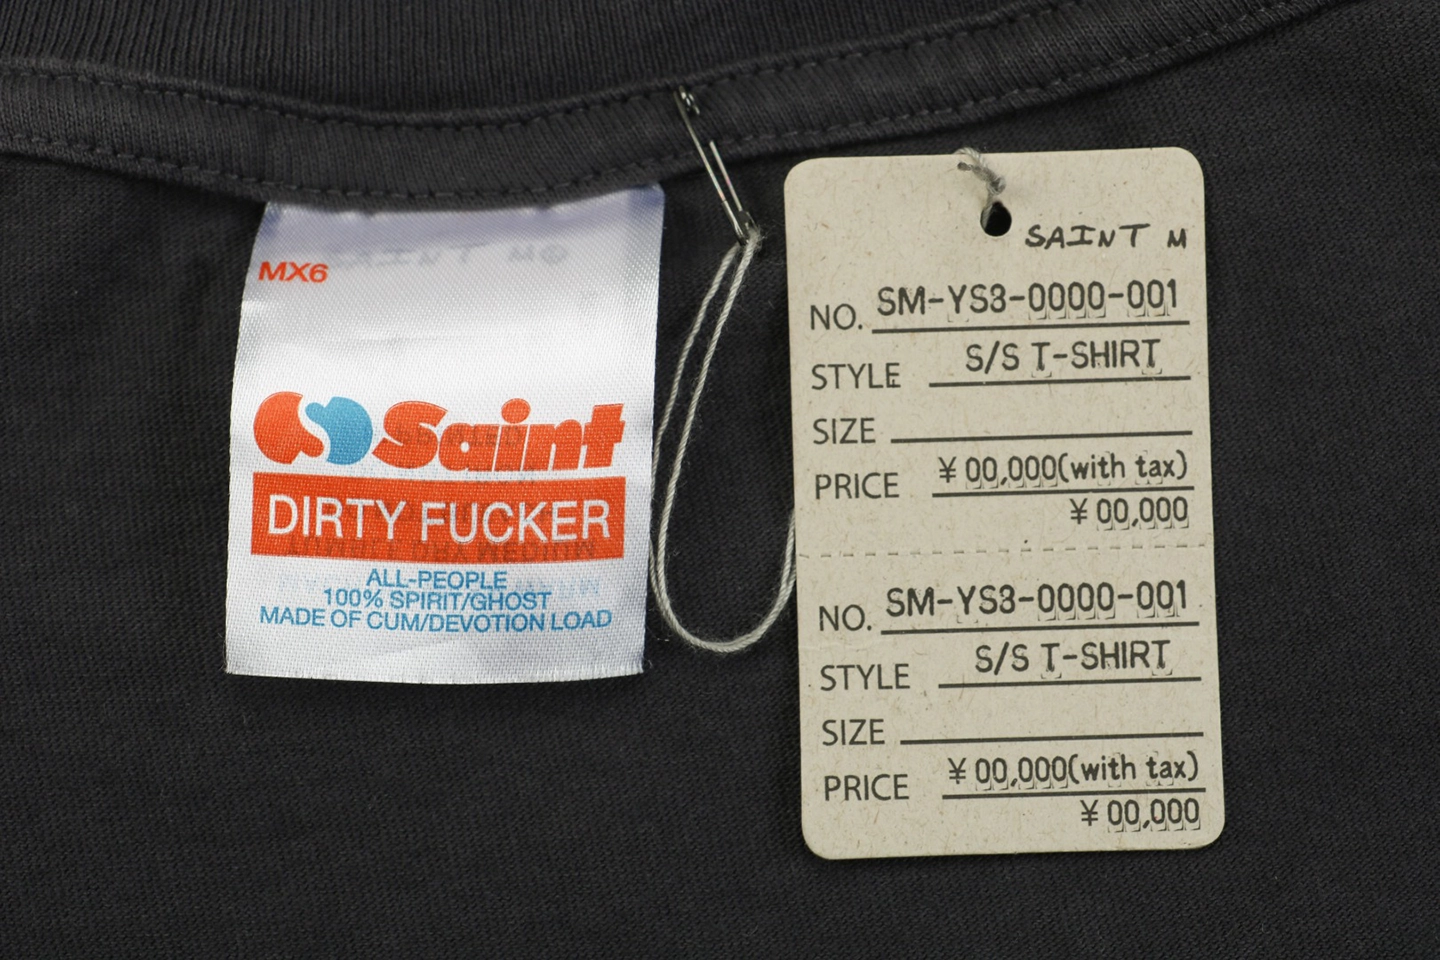 MX6
Saint
DIRTY FUCKER
ALL-PEOPLE
100% SPIRIT/GHOST
MADE OF CUM/DEVOTION LOAD
SAINT M
NO. SM-YS3-0000-001
STYLE S/S T-SHIRT
SIZE
PRICE ¥ 00,000(with tax)
¥ 00,000
NO. SM-YS3-0000-001
STYLE S/S T-SHIRT
SIZE
PRICE ¥ 00,000(with tax)
¥ 00,000